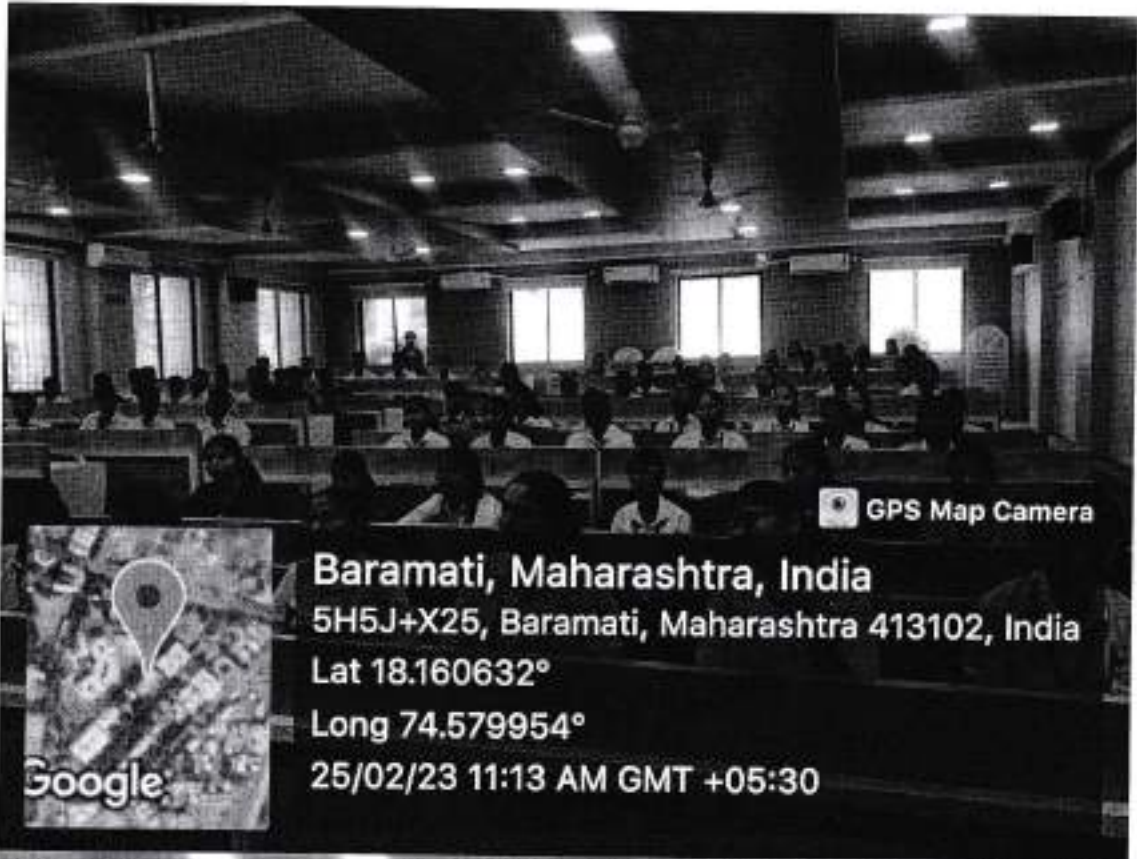 GPS Map Camera
Baramati, Maharashtra, India
5H5J+X25, Baramati, Maharashtra 413102, India
Lat 18.160632°
Long 74.579954°
25/02/23 11:13 AM GMT +05:30
Google